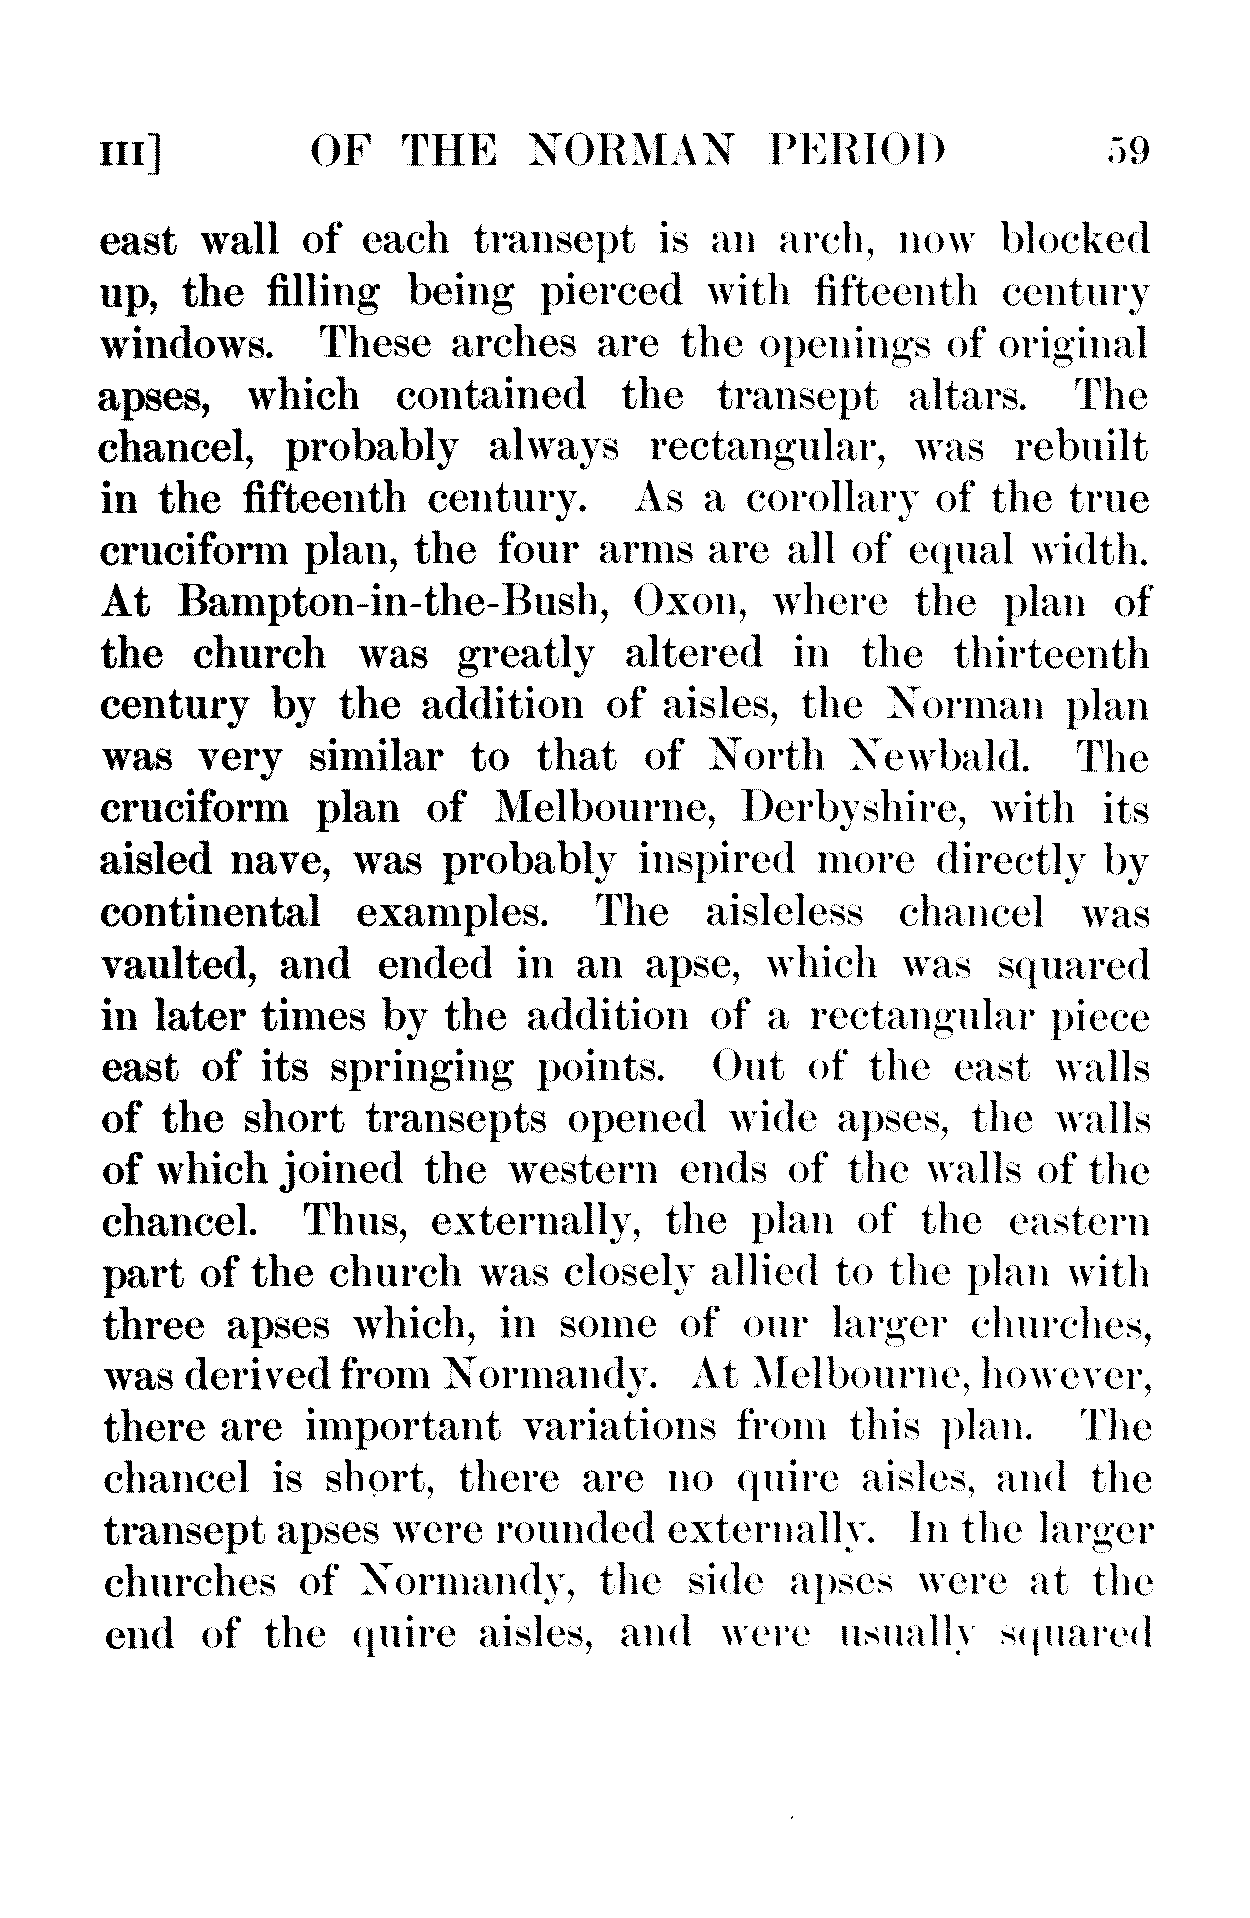 III] OF THE NORMAN PERIOD 59
east wall of each transept is an arch, now blocked
up, the filling being pierced with fifteenth century
windows. These arches are the openings of original
apses, which contained the transept altars. The
chancel, probably always rectangular, was rebuilt
in the fifteenth century. As a corollary of the true
cruciform plan, the four arms are all of equal width.
At Bampton-in-the-Bush, Oxon, where the plan of
the church was greatly altered in the thirteenth
century by the addition of aisles, the Norman plan
was very similar to that of North Newbald. The
cruciform plan of Melbourne, Derbyshire, with its
aisled nave, was probably inspired more directly by
continental examples. The aisleless chancel was
vaulted, and ended in an apse, which was squared
in later times by the addition of a rectangular piece
east of its springing points. Out of the east walls
of the short transepts opened wide apses, the walls
of which joined the western ends of the walls of the
chancel. Thus, externally, the plan of the eastern
part of the church was closely allied to the plan with
three apses which, in some of our larger churches,
was derived from Normandy. At Melbourne, however,
there are important variations from this plan. The
chancel is short, there are no quire aisles, and the
transept apses were rounded externally. In the larger
churches of Normandy, the side apses were at the
end of the quire aisles, and were usually squared